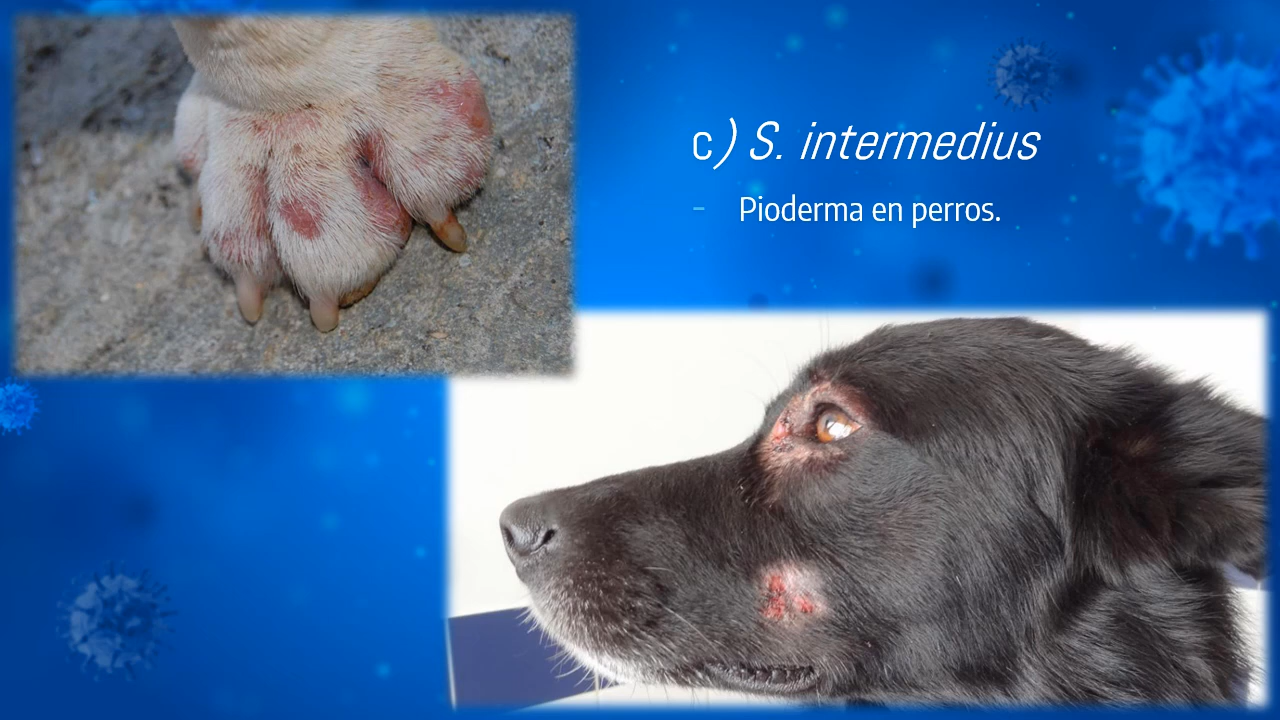 c) S. intermedius
- Pioderma en perros.